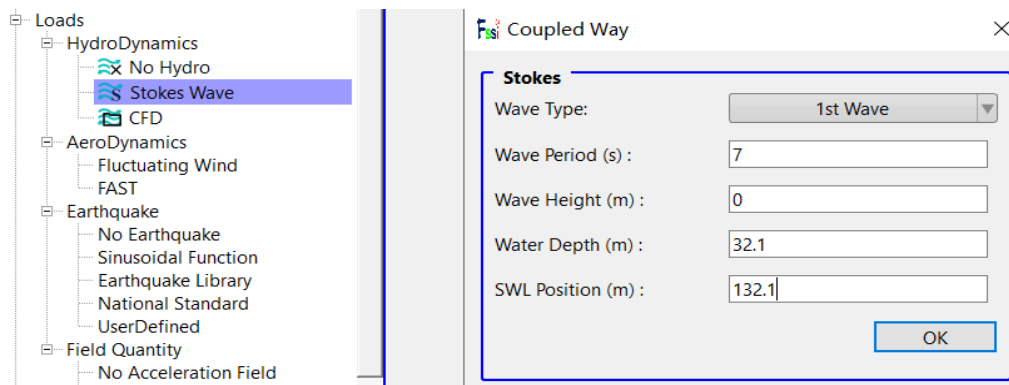 Loads
HydroDynamics
No Hydro
Stokes Wave
CFD
AeroDynamics
Fluctuating Wind
FAST
Earthquake
No Earthquake
Sinusoidal Function
Earthquake Library
National Standard
UserDefined
Field Quantity
No Acceleration Field
Fssi Coupled Way
Stokes
Wave Type: 1st Wave
Wave Period (s) : 7
Wave Height (m) : 0
Water Depth (m) : 32.1
SWL Position (m) : 132.1
OK